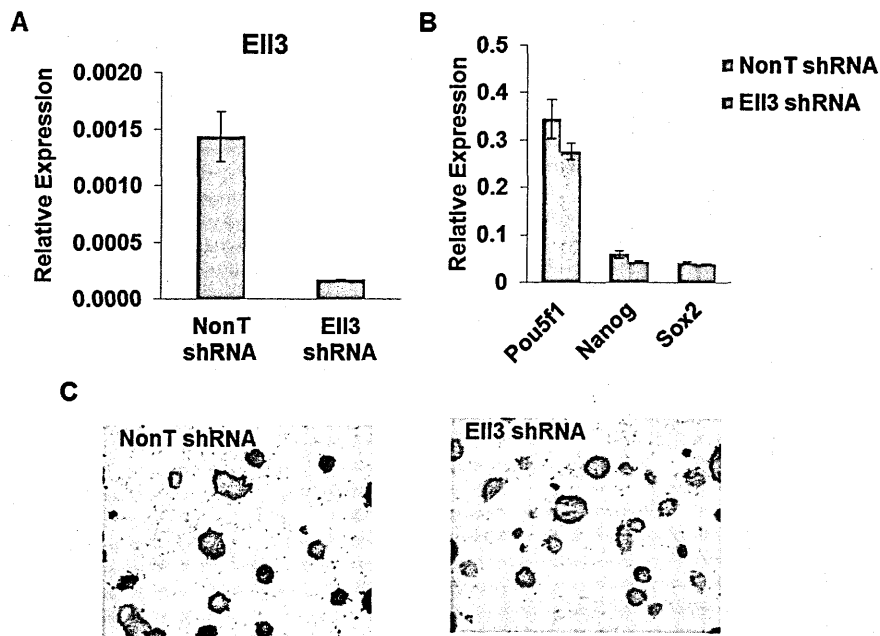 A
Ell3
Relative Expression
0.0020
0.0015
0.0010
0.0005
0.0000
NonT
shRNA
Ell3
shRNA
B
Relative Expression
0.5
0.4
0.3
0.2
0.1
0
Pou5f1
Nanog
Sox2
NonT shRNA
Ell3 shRNA
C
NonT shRNA
Ell3 shRNA